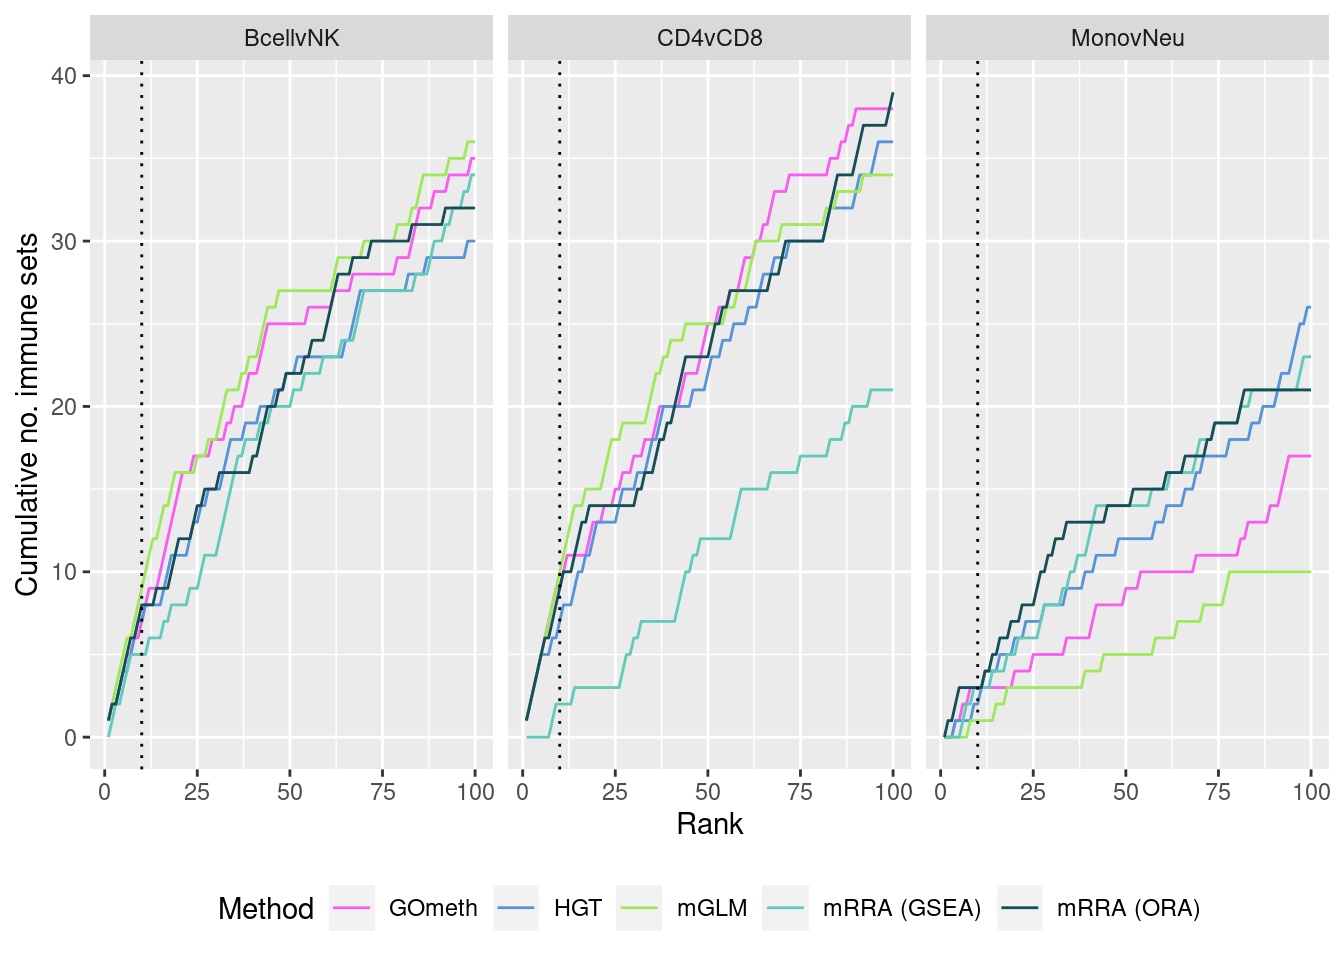 BcellvNK CD4vCD8 MonovNeu
40
30
20
10
0
Cumulative no. immune sets
0 25 50 75 100 0 25 50 75 100 0 25 50 75 100
Rank
Method GOmeth HGT mGLM mRRA (GSEA) mRRA (ORA)